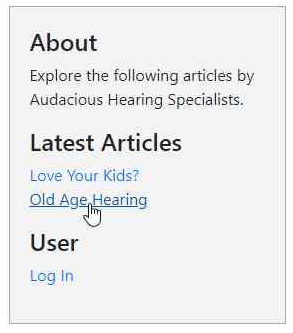 About
Explore the following articles by
Audacious Hearing Specialists.
Latest Articles
Love Your Kids?
Old Age Hearing
User
Log In